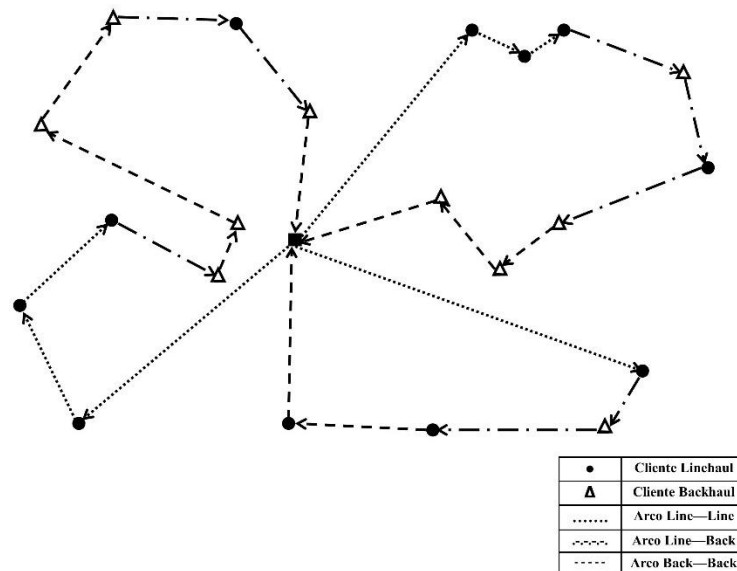 Cliente Linehaul
Cliente Backhaul
Arco Line—Line
Arco Line—Back
Arco Back—Back